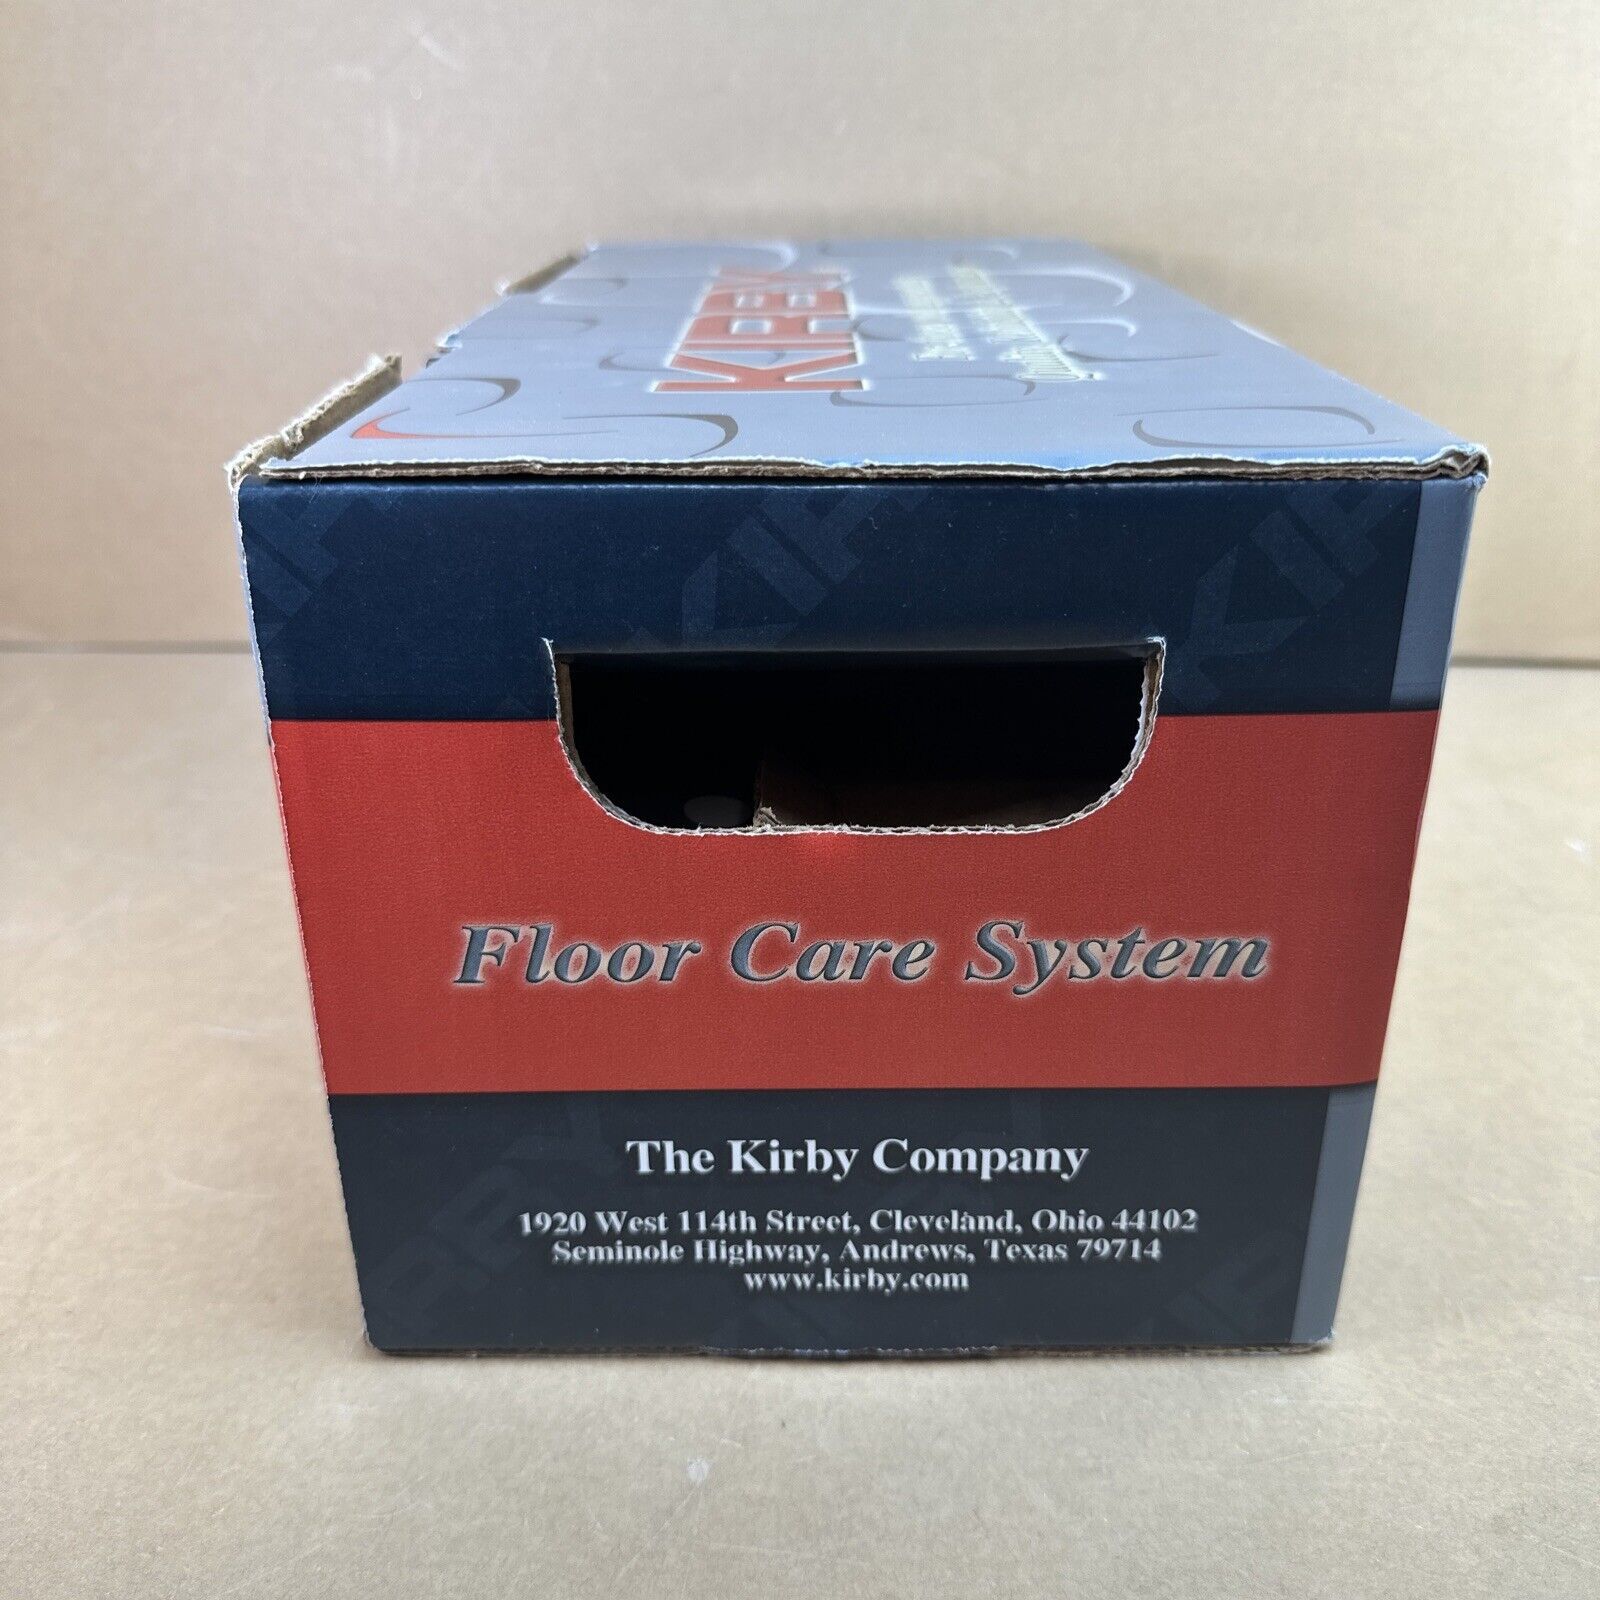 KIRBY
Floor Care System
The Kirby Company
1920 West 114th Street, Cleveland, Ohio 44102
Seminole Highway, Andrews, Texas 79714
www.kirby.com